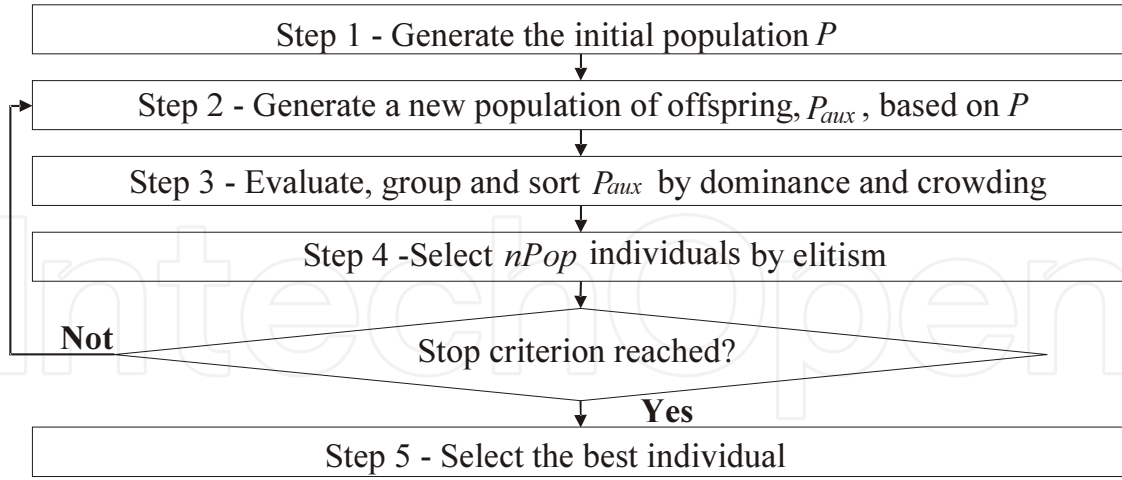 Step 1 - Generate the initial population P
Step 2 - Generate a new population of offspring, Paux , based on P
Step 3 - Evaluate, group and sort Paux by dominance and crowding
Step 4 -Select nPop individuals by elitism
Not
Stop criterion reached?
Yes
Step 5 - Select the best individual
IntechOpen